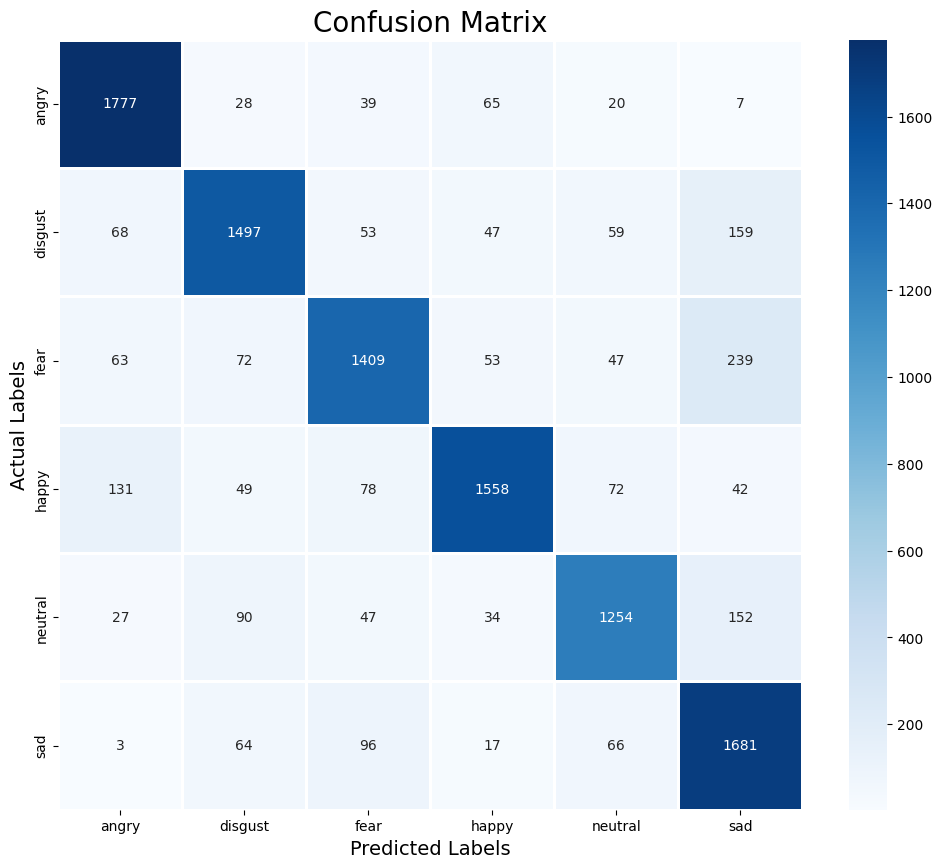 Confusion Matrix
angry 1777 28 39 65 20 7
disgust 68 1497 53 47 59 159
fear 63 72 1409 53 47 239
happy 131 49 78 1558 72 42
neutral 27 90 47 34 1254 152
sad 3 64 96 17 66 1681
angry disgust fear happy neutral sad
Predicted Labels
Actual Labels
1600
1400
1200
1000
800
600
400
200